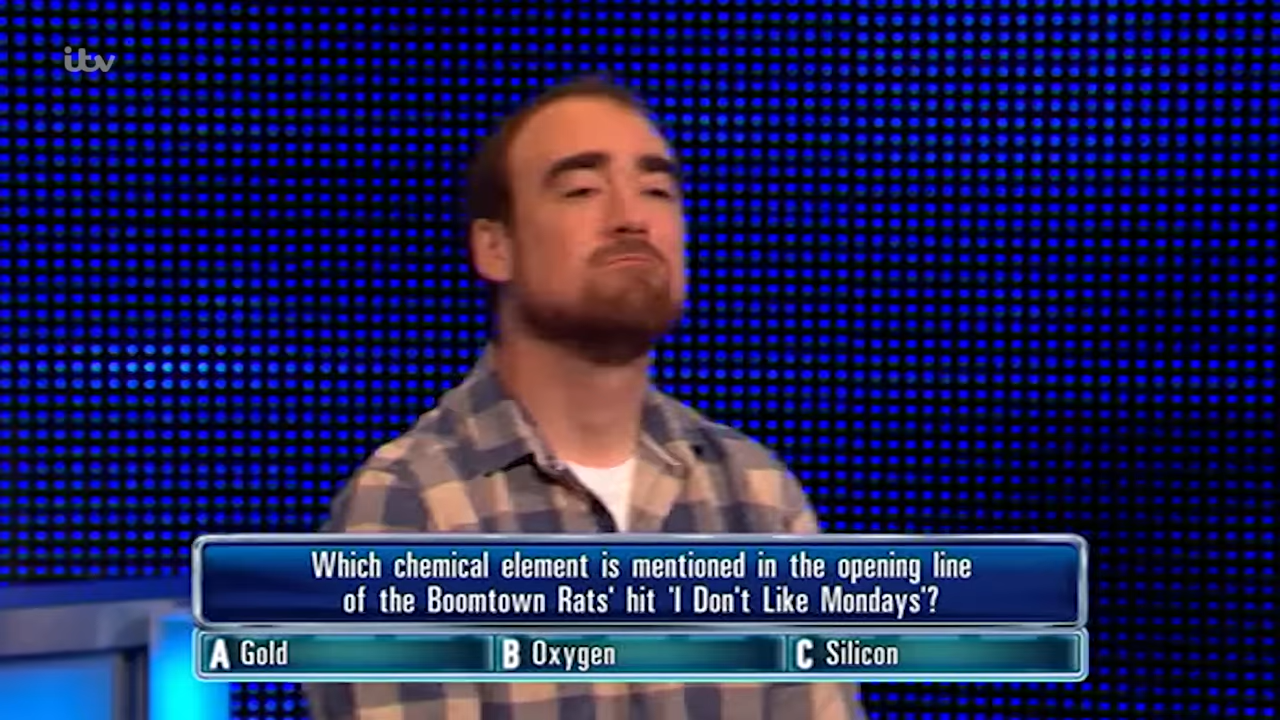 itv
Which chemical element is mentioned in the opening line
of the Boomtown Rats' hit 'I Don't Like Mondays'?
A Gold
B Oxygen
C Silicon